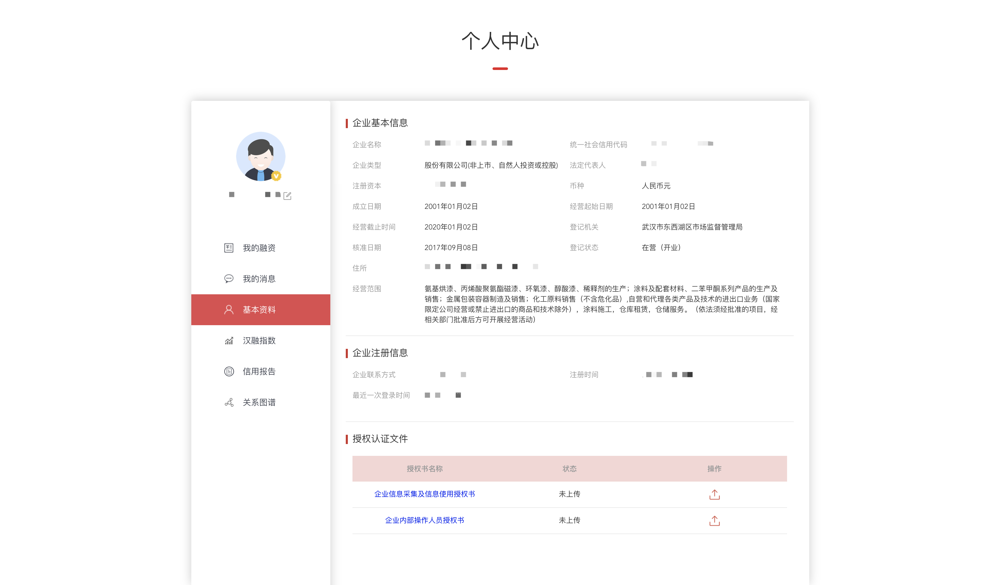 个人中心
我的融资
我的消息
基本资料
汉融指数
信用报告
关系图谱
企业基本信息
企业名称
统一社会信用代码
企业类型 股份有限公司(非上市、自然人投资或控股)
法定代表人
注册资本
币种 人民币元
成立日期 2001年01月02日
经营起始日期 2001年01月02日
经营截止时间 2020年01月02日
登记机关 武汉市东西湖区市场监督管理局
核准日期 2017年09月08日
登记状态 在营（开业）
住所
经营范围 氨基烘漆、丙烯酸聚氨酯磁漆、环氧漆、醇酸漆、稀释剂的生产；涂料及配套材料、二苯甲酮系列产品的生产及
销售；金属包装容器制造及销售；化工原料销售（不含危化品）,自营和代理各类产品及技术的进出口业务（国家
限定公司经营或禁止进出口的商品和技术除外），涂料施工，仓库租赁，仓储服务。（依法须经批准的项目，经
相关部门批准后方可开展经营活动）
企业注册信息
企业联系方式
注册时间
最近一次登录时间
授权认证文件
授权书名称 状态 操作
企业信息采集及信息使用授权书 未上传
企业内部操作人员授权书 未上传